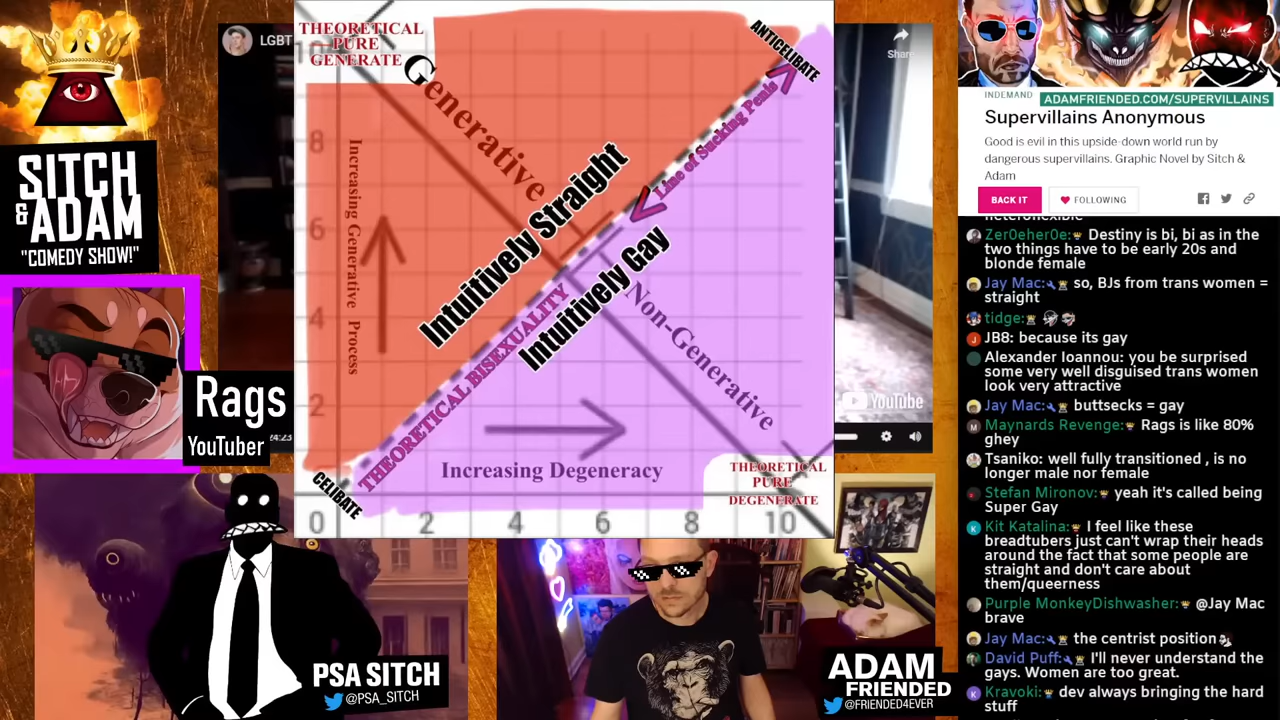 SITCH
& ADAM
"COMEDY SHOW!"
Rags
YouTuber
24:23
LGBT
THEORETICAL
PURE
GENERATE
Generative
ANTICELIBATE
Line of Sucking Penis
Increasing Generative Process
Intuitively Straight
Intuitively Gay
THEORETICAL BISEXUALITY
Non-Generative
Increasing Degeneracy
THEORETICAL
PURE
DEGENERATE
CELIBATE
10
8
6
4
2
0
2
4
6
8
10
Share
YouTube
PSA SITCH
@PSA_SITCH
ADAM
FRIENDED
@FRIENDED4EVER
INDEMAND
ADAMFRIENDED.COM/SUPERVILLAINS
Supervillains Anonymous
Good is evil in this upside-down world run by
dangerous supervillains. Graphic Novel by Sitch &
Adam
BACK IT
FOLLOWING
heteroflexible
Zer0eher0e: Destiny is bi, bi as in the
two things have to be early 20s and
blonde female
Jay Mac: so, BJs from trans women =
straight
tidge:
JB8: because its gay
Alexander Ioannou: you be surprised
some very well disguised trans women
look very attractive
Jay Mac: buttsecks = gay
Maynards Revenge: Rags is like 80%
ghey
Tsaniko: well fully transitioned , is no
longer male nor female
Stefan Mironov: yeah it's called being
Super Gay
Kit Katalina: I feel like these
breadtubers just can't wrap their heads
around the fact that some people are
straight and don't care about
them/queerness
Purple MonkeyDishwasher: @Jay Mac
brave
Jay Mac: the centrist position
David Puff: I'll never understand the
gays. Women are too great.
Kravoki: dev always bringing the hard
stuff